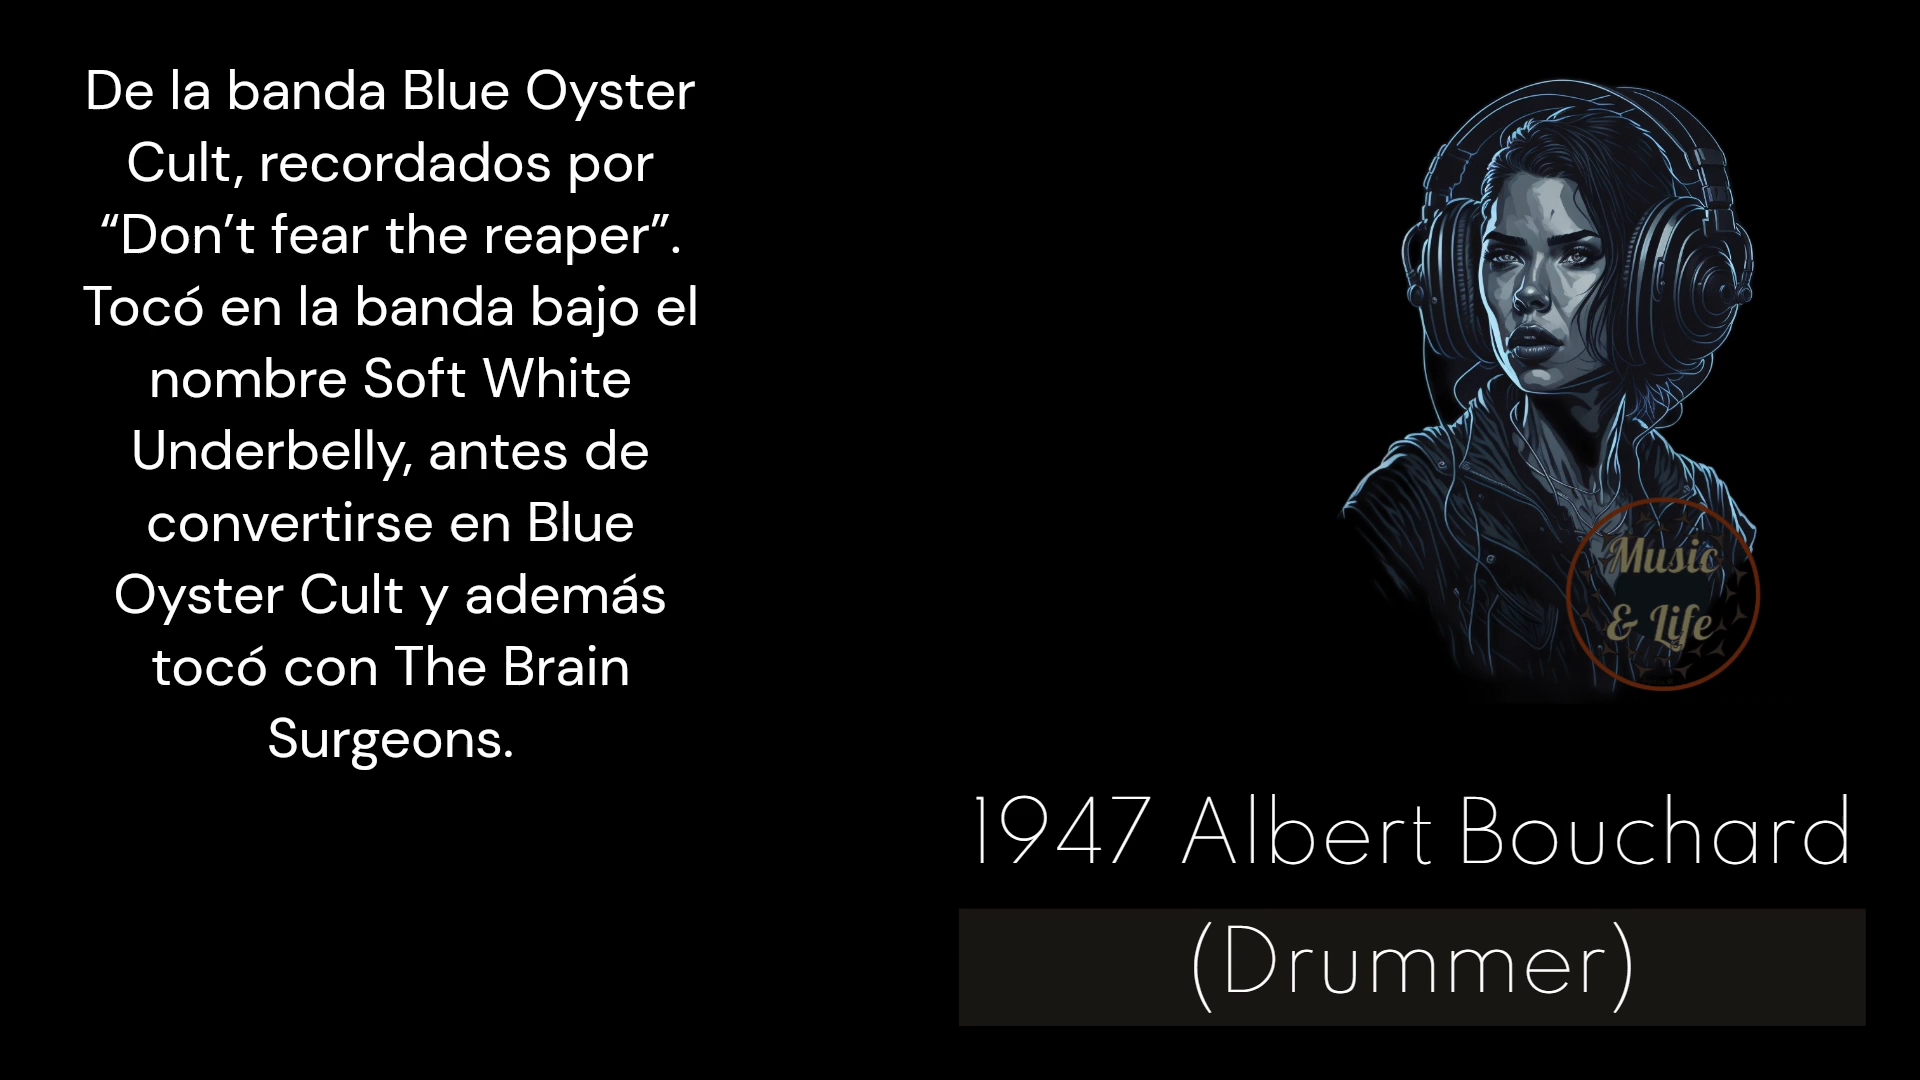 De la banda Blue Oyster
Cult, recordados por
“Don’t fear the reaper”.
Tocó en la banda bajo el
nombre Soft White
Underbelly, antes de
convertirse en Blue
Oyster Cult y además
tocó con The Brain
Surgeons.
Music
& Life
1947 Albert Bouchard
(Drummer)